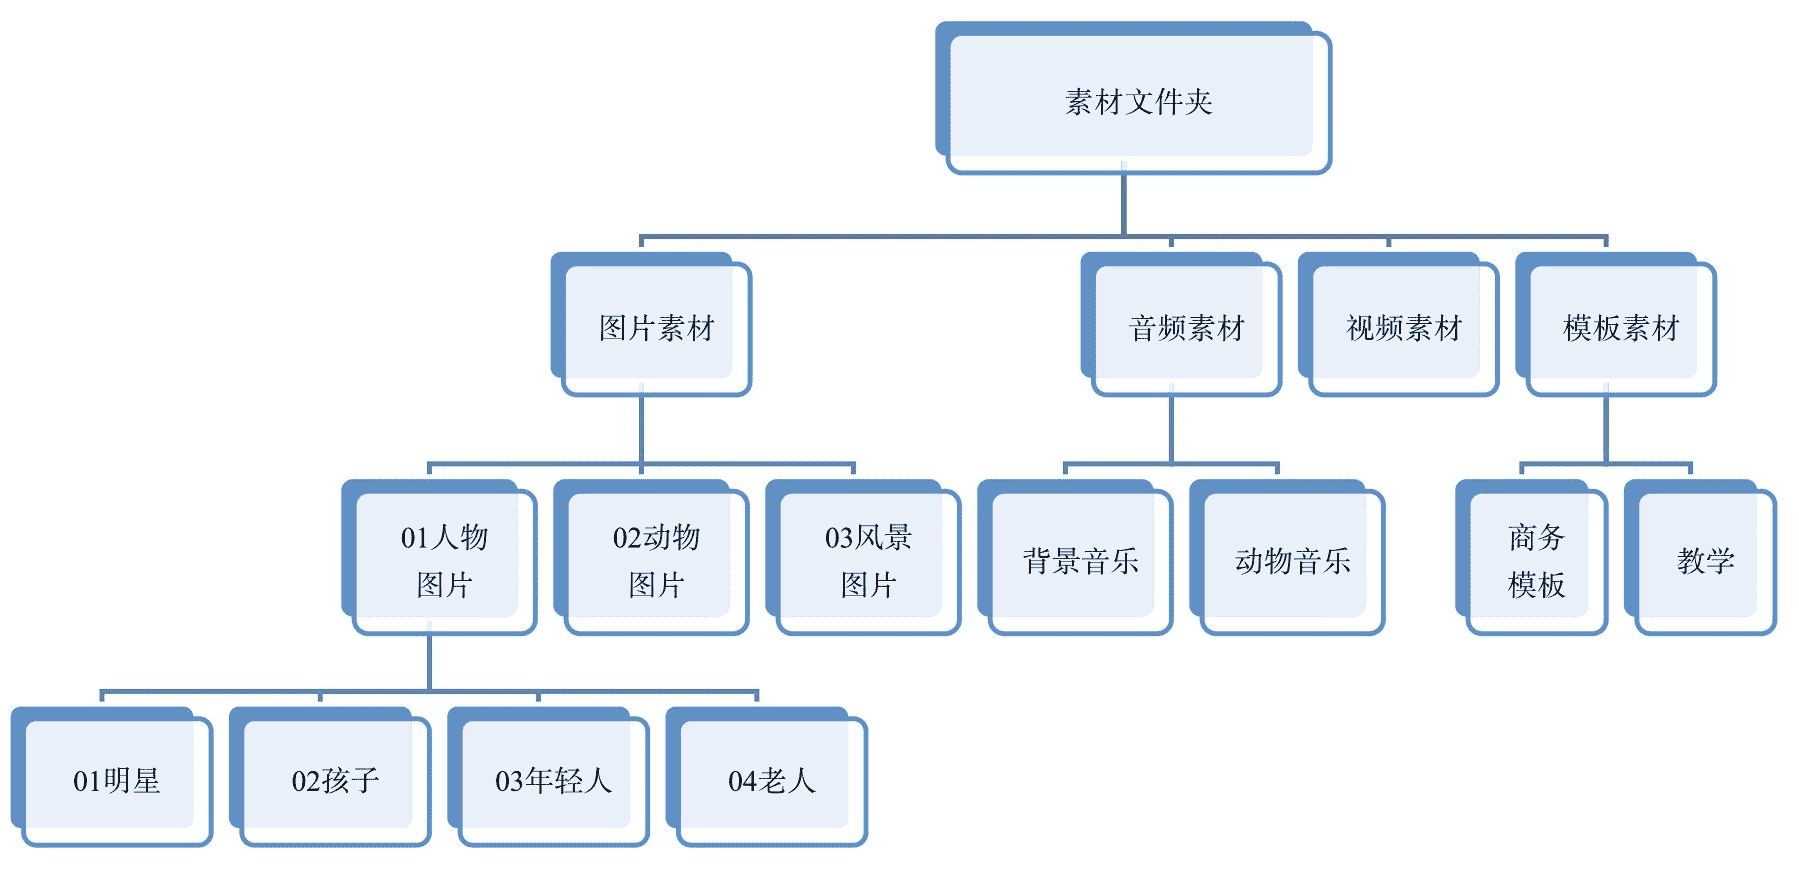 素材文件夹
图片素材
音频素材
视频素材
模板素材
01人物
图片
02动物
图片
03风景
图片
背景音乐
动物音乐
商务
模板
教学
01明星
02孩子
03年轻人
04老人